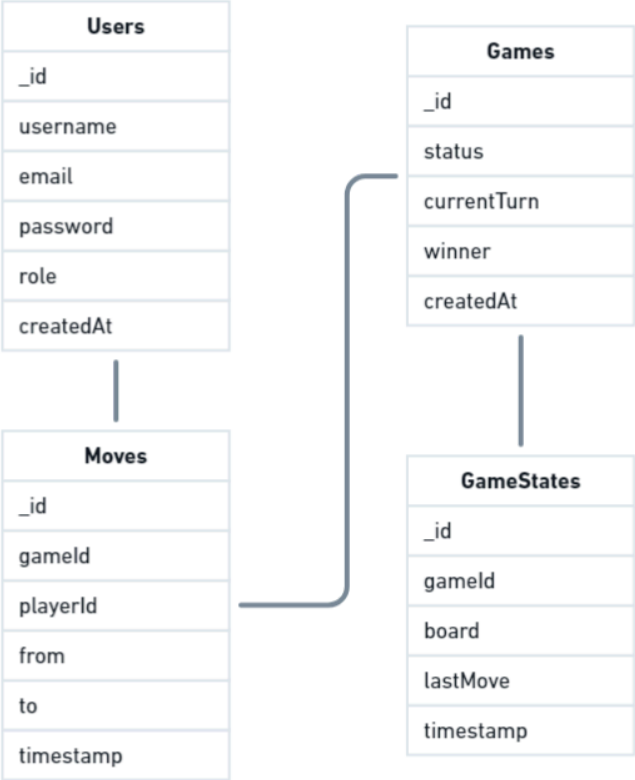 Users
_id
username
email
password
role
createdAt
Moves
_id
gameId
playerId
from
to
timestamp
Games
_id
status
currentTurn
winner
createdAt
GameStates
_id
gameId
board
lastMove
timestamp